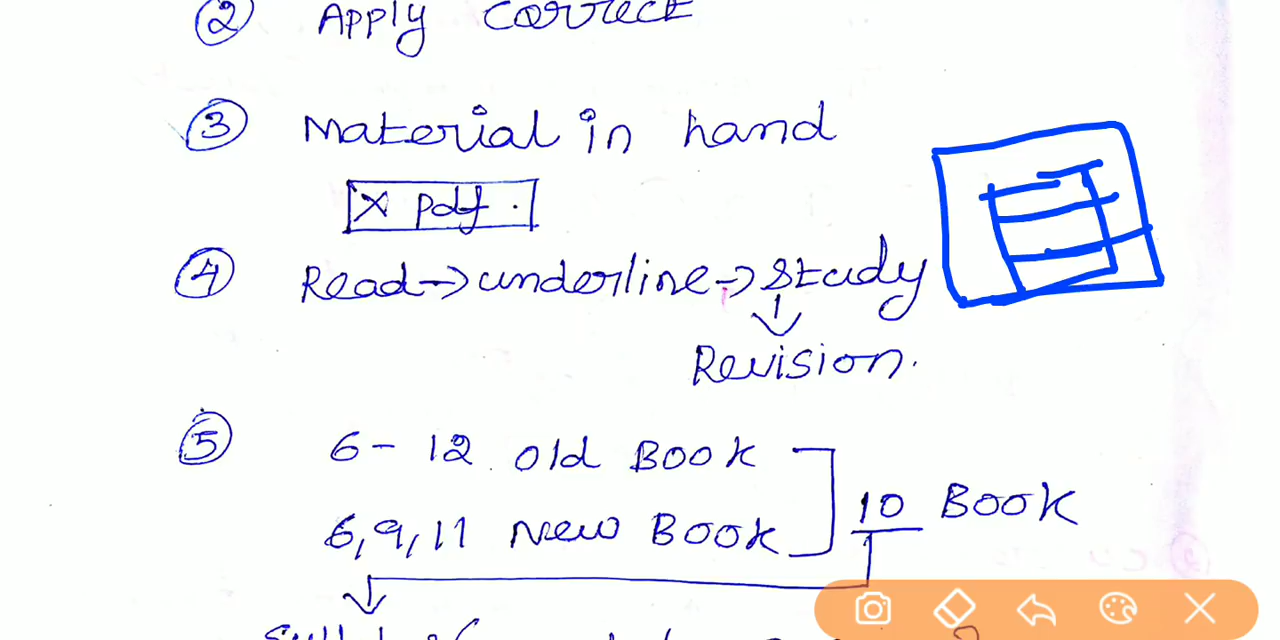 ② Apply correct
③ Material in hand
X pdf.
④ Read → underline → study
Revision.
⑤ 6 - 12 old Book
6, 9, 11 New Book
10 Book